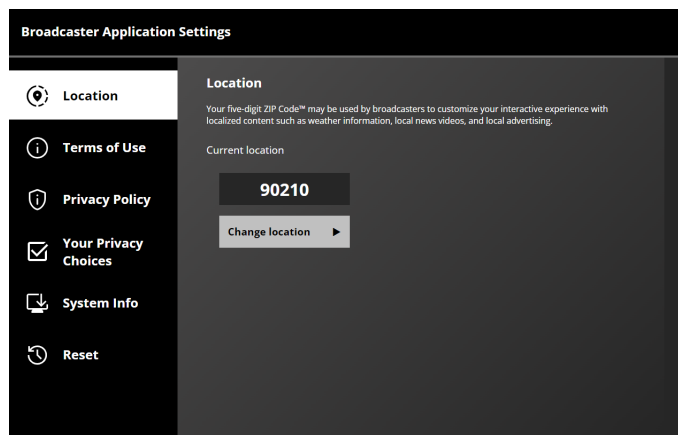 Broadcaster Application Settings
Location
Terms of Use
Privacy Policy
Your Privacy
Choices
System Info
Reset
Location
Your five-digit ZIP Code™ may be used by broadcasters to customize your interactive experience with
localized content such as weather information, local news videos, and local advertising.
Current location
90210
Change location